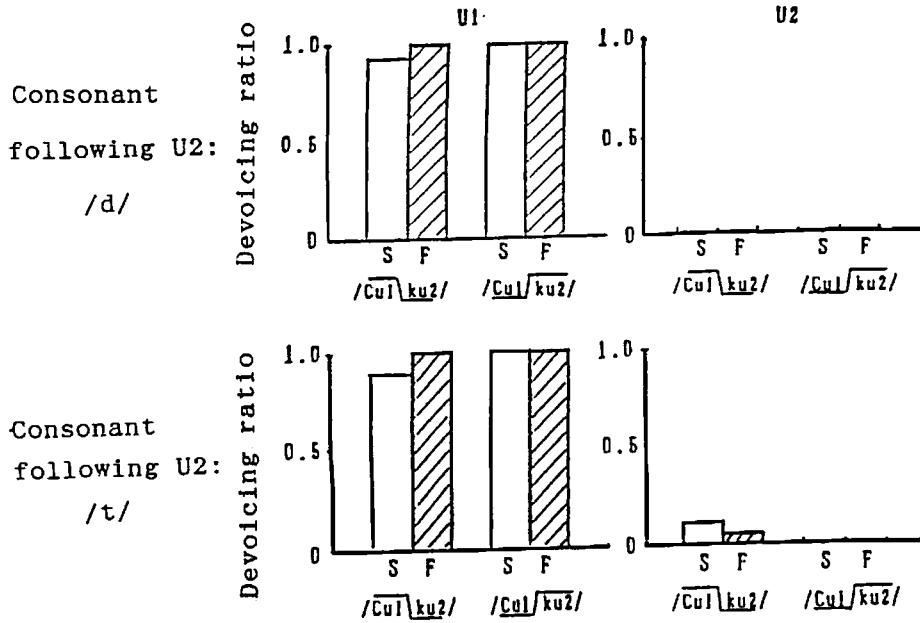 U1 U2
Consonant
following U2:
/d/
Devoicing ratio
1.0
0.5
0
S F S F
/Cu1 ku2/ /Cu1 ku2/
1.0
0.5
0
S F S F
/Cu1 ku2/ /Cu1 ku2/
Consonant
following U2:
/t/
Devoicing ratio
1.0
0.5
0
S F S F
/Cu1 ku2/ /Cu1 ku2/
1.0
0.5
0
S F S F
/Cu1 ku2/ /Cu1 ku2/